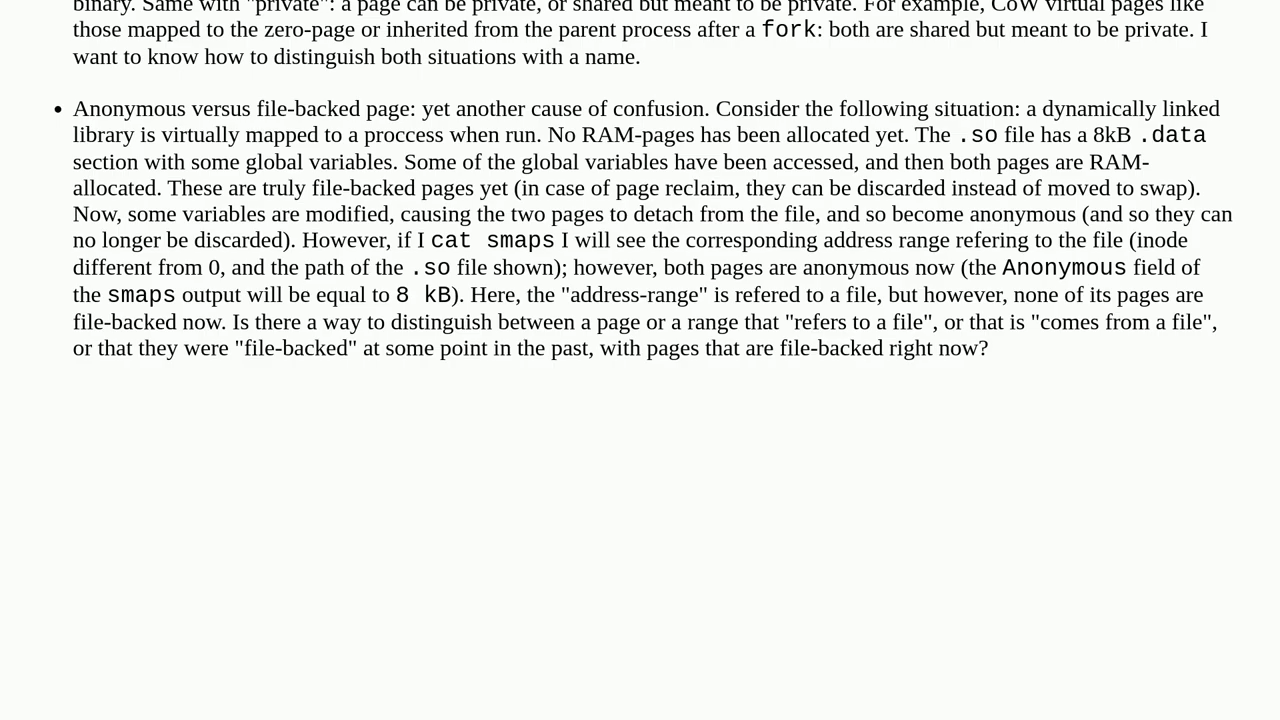 binary. Same with "private": a page can be private, or shared but meant to be private. For example, CoW virtual pages like
those mapped to the zero-page or inherited from the parent process after a fork: both are shared but meant to be private. I
want to know how to distinguish both situations with a name.
• Anonymous versus file-backed page: yet another cause of confusion. Consider the following situation: a dynamically linked
library is virtually mapped to a proccess when run. No RAM-pages has been allocated yet. The .so file has a 8kB .data
section with some global variables. Some of the global variables have been accessed, and then both pages are RAM-
allocated. These are truly file-backed pages yet (in case of page reclaim, they can be discarded instead of moved to swap).
Now, some variables are modified, causing the two pages to detach from the file, and so become anonymous (and so they can
no longer be discarded). However, if I cat smaps I will see the corresponding address range refering to the file (inode
different from 0, and the path of the .so file shown); however, both pages are anonymous now (the Anonymous field of
the smaps output will be equal to 8 kB). Here, the "address-range" is refered to a file, but however, none of its pages are
file-backed now. Is there a way to distinguish between a page or a range that "refers to a file", or that is "comes from a file",
or that they were "file-backed" at some point in the past, with pages that are file-backed right now?